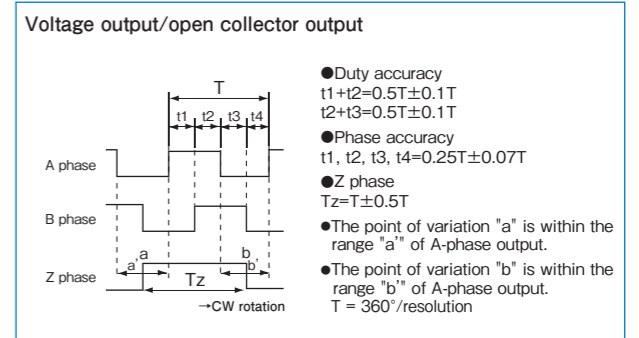 Voltage output/open collector output
T
t1 t2 t3 t4
A phase
B phase
Z phase
a
a’
b
b’
Tz
→CW rotation
●Duty accuracy
t1+t2=0.5T±0.1T
t2+t3=0.5T±0.1T
●Phase accuracy
t1, t2, t3, t4=0.25T±0.07T
●Z phase
Tz=T±0.5T
●The point of variation "a" is within the
range "a’" of A-phase output.
●The point of variation "b" is within the
range "b’" of A-phase output.
T = 360°/resolution